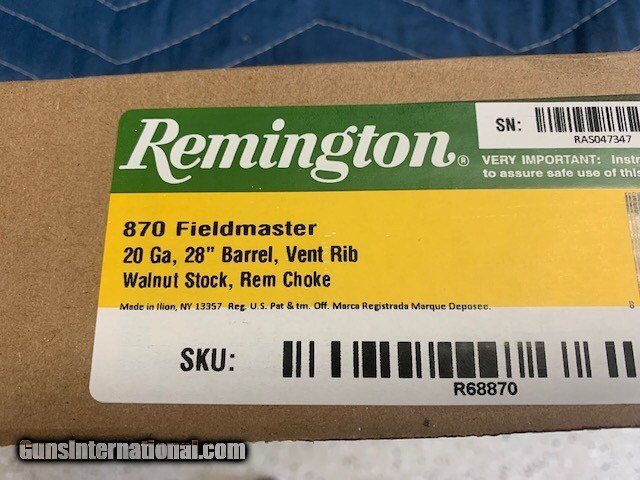 Remington®
SN:
RAS047347
VERY IMPORTANT: Instr
to assure safe use of this
870 Fieldmaster
20 Ga, 28" Barrel, Vent Rib
Walnut Stock, Rem Choke
Made in Ilion, NY 13357 Reg. U.S. Pat & tm. Off. Marca Registrada Marque Deposee.
8
SKU:
R68870
GunsInternational.com